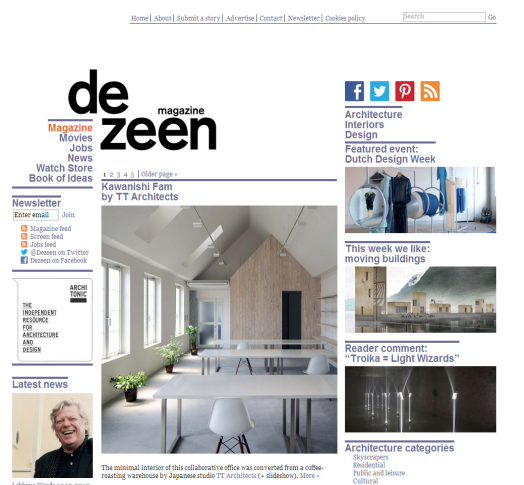 Home | About | Submit a story | Advertise | Contact | Newsletter | Cookies policy
Search Go
de
zeen
magazine
Magazine
Movies
Jobs
News
Watch Store
Book of Ideas
Newsletter
Enter email Join
Magazine feed
Screen feed
Jobs feed
@Dezeen on Twitter
Dezeen on Facebook
ARCHI
TONIC
THE
INDEPENDENT
RESOURCE
FOR
ARCHITECTURE
AND
DESIGN
Latest news
1 2 3 4 5 | Older page »
Kawanishi Fam
by TT Architects
The minimal interior of this collaborative office was converted from a coffee-
roasting warehouse by Japanese studio TT Architects (+ slideshow). More »
Architecture
Interiors
Design
Featured event:
Dutch Design Week
This week we like:
moving buildings
Reader comment:
“Troika = Light Wizards”
Architecture categories
Skyscrapers
Residential
Public and leisure
Cultural